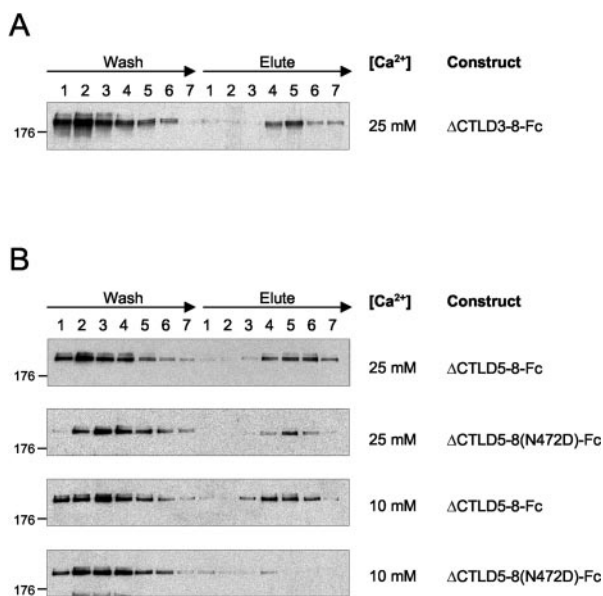 A
Wash Elute [Ca²⁺] Construct
1 2 3 4 5 6 7 1 2 3 4 5 6 7
176 25 mM ΔCTLD3-8-Fc
B
Wash Elute [Ca²⁺] Construct
1 2 3 4 5 6 7 1 2 3 4 5 6 7
176 25 mM ΔCTLD5-8-Fc
176 25 mM ΔCTLD5-8(N472D)-Fc
176 10 mM ΔCTLD5-8-Fc
176 10 mM ΔCTLD5-8(N472D)-Fc